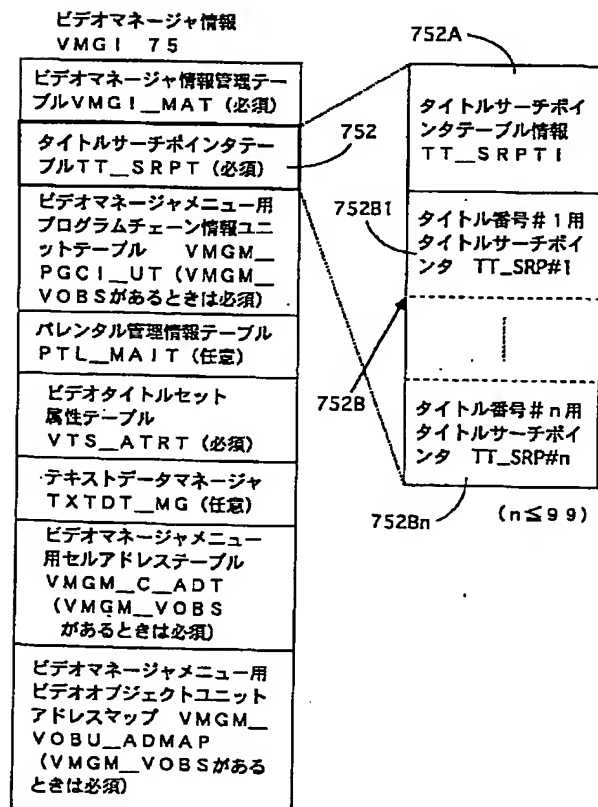 ビデオマネージャ情報
VMGI 75
ビデオマネージャ情報管理テー
ブルVMGI_MAT(必須)
タイトルサーチポインタテー
ブルTT_SRPT(必須)
ビデオマネージャメニュー用
プログラムチェーン情報ユニ
ットテーブル VMGM_
PGCI_UT(VMGM_
VOBSがあるときは必須)
パレンタル管理情報テーブル
PTL_MAIT(任意)
ビデオタイトルセット
属性テーブル
VTS_ATRT(必須)
テキストデータマネージャ
TXTDT_MG(任意)
ビデオマネージャメニュー
用セルアドレステーブル
VMGM_C_ADT
(VMGM_VOBS
があるときは必須)
ビデオマネージャメニュー用
ビデオオブジェクトユニット
アドレスマップ VMGM_
VOBU_ADMAP
(VMGM_VOBSがある
ときは必須)
752
752A
タイトルサーチポイ
ンタテーブル情報
TT_SRPTI
752B1
タイトル番号#1用
タイトルサーチポイ
ンタ TT_SRP#1
752B
タイトル番号#n用
タイトルサーチポイ
ンタ TT_SRP#n
752Bn
(n≦99)